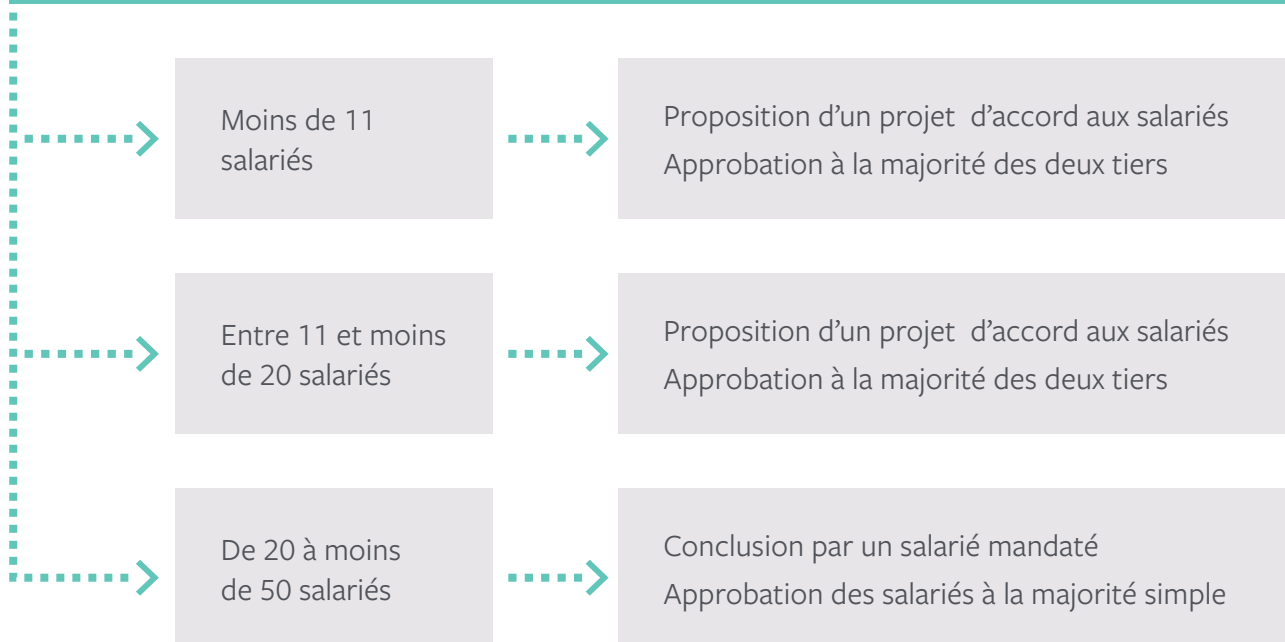 Moins de 11
salariés
Proposition d’un projet  d’accord aux salariés
Approbation à la majorité des deux tiers
Entre 11 et moins
de 20 salariés
Proposition d’un projet  d’accord aux salariés
Approbation à la majorité des deux tiers
De 20 à moins
de 50 salariés
Conclusion par un salarié mandaté
Approbation des salariés à la majorité simple